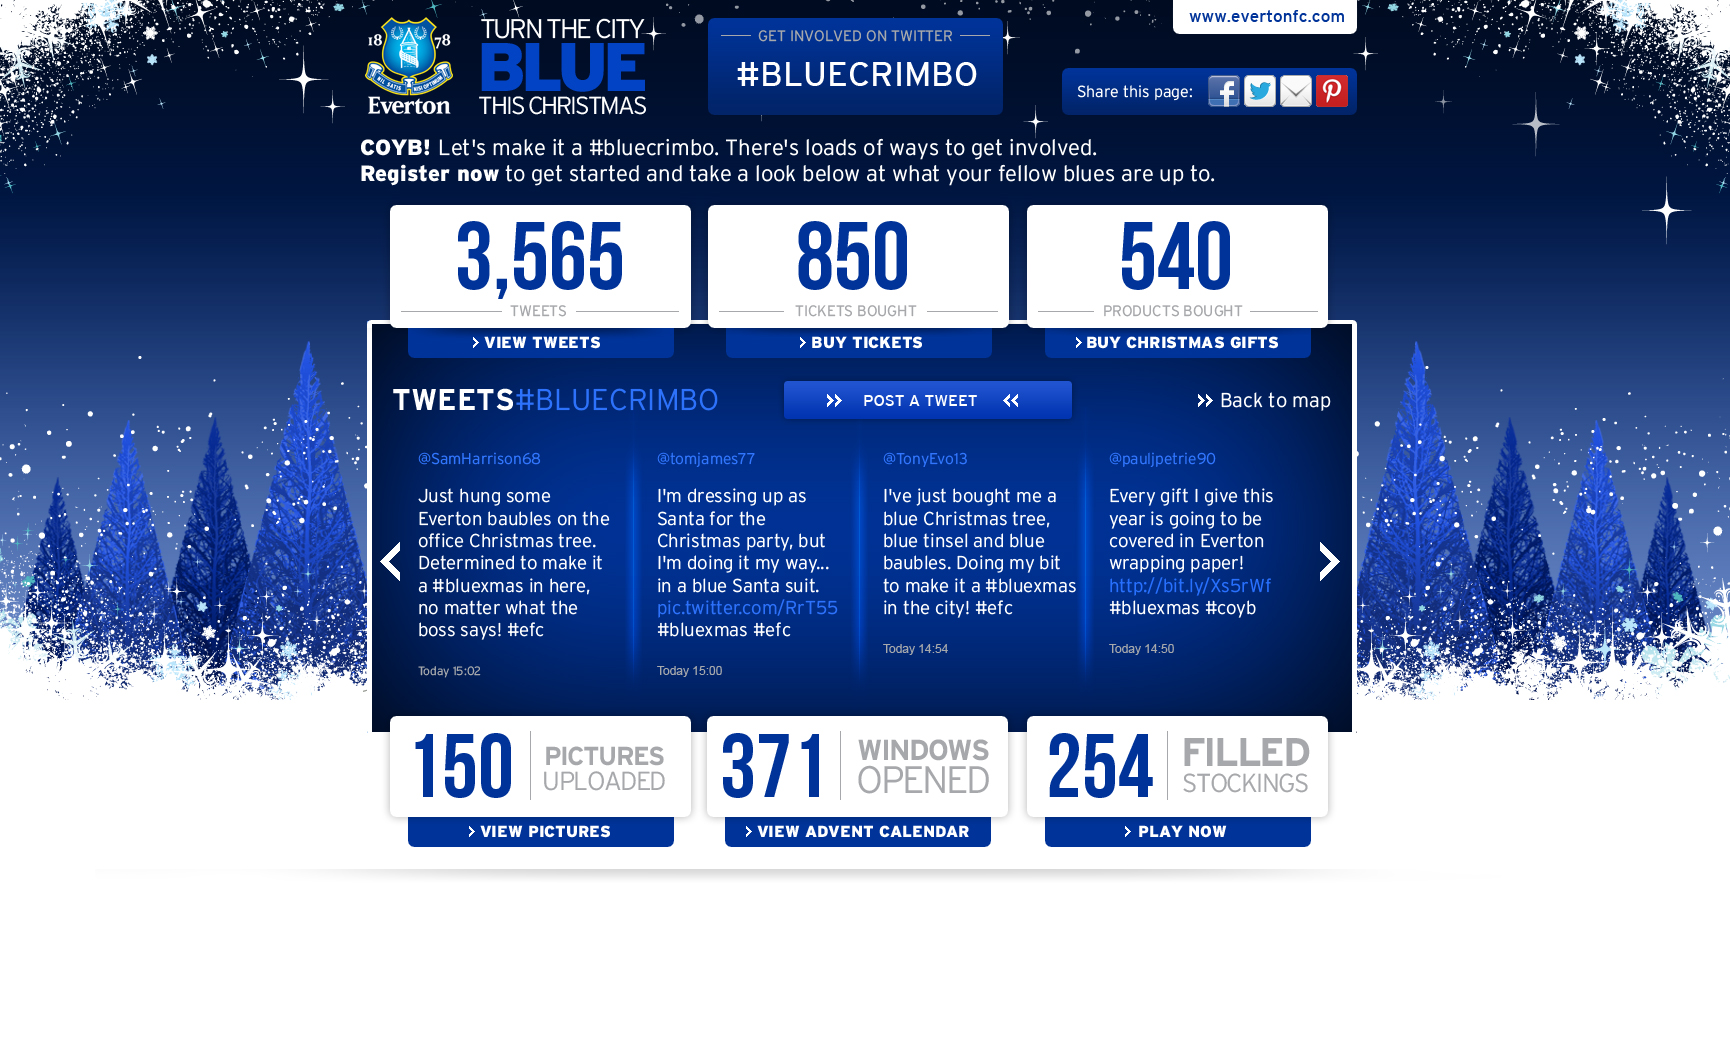 www.evertonfc.com
1878
NIL SATIS NISI OPTIMUM
Everton
TURN THE CITY
BLUE
THIS CHRISTMAS
GET INVOLVED ON TWITTER
#BLUECRIMBO
Share this page:
COYB! Let's make it a #bluecrimbo. There's loads of ways to get involved.
Register now to get started and take a look below at what your fellow blues are up to.
3,565
TWEETS
VIEW TWEETS
850
TICKETS BOUGHT
BUY TICKETS
540
PRODUCTS BOUGHT
BUY CHRISTMAS GIFTS
TWEETS#BLUECRIMBO
POST A TWEET
Back to map
@SamHarrison68
Just hung some
Everton baubles on the
office Christmas tree.
Determined to make it
a #bluexmas in here,
no matter what the
boss says! #efc
Today 15:02
@tomjames77
I'm dressing up as
Santa for the
Christmas party, but
I'm doing it my way...
in a blue Santa suit.
pic.twitter.com/RrT55
#bluexmas #efc
Today 15:00
@TonyEvo13
I've just bought me a
blue Christmas tree,
blue tinsel and blue
baubles. Doing my bit
to make it a #bluexmas
in the city! #efc
Today 14:54
@pauljpetrie90
Every gift I give this
year is going to be
covered in Everton
wrapping paper!
http://bit.ly/Xs5rWf
#bluexmas #coyb
Today 14:50
150
PICTURES
UPLOADED
VIEW PICTURES
371
WINDOWS
OPENED
VIEW ADVENT CALENDAR
254
FILLED
STOCKINGS
PLAY NOW